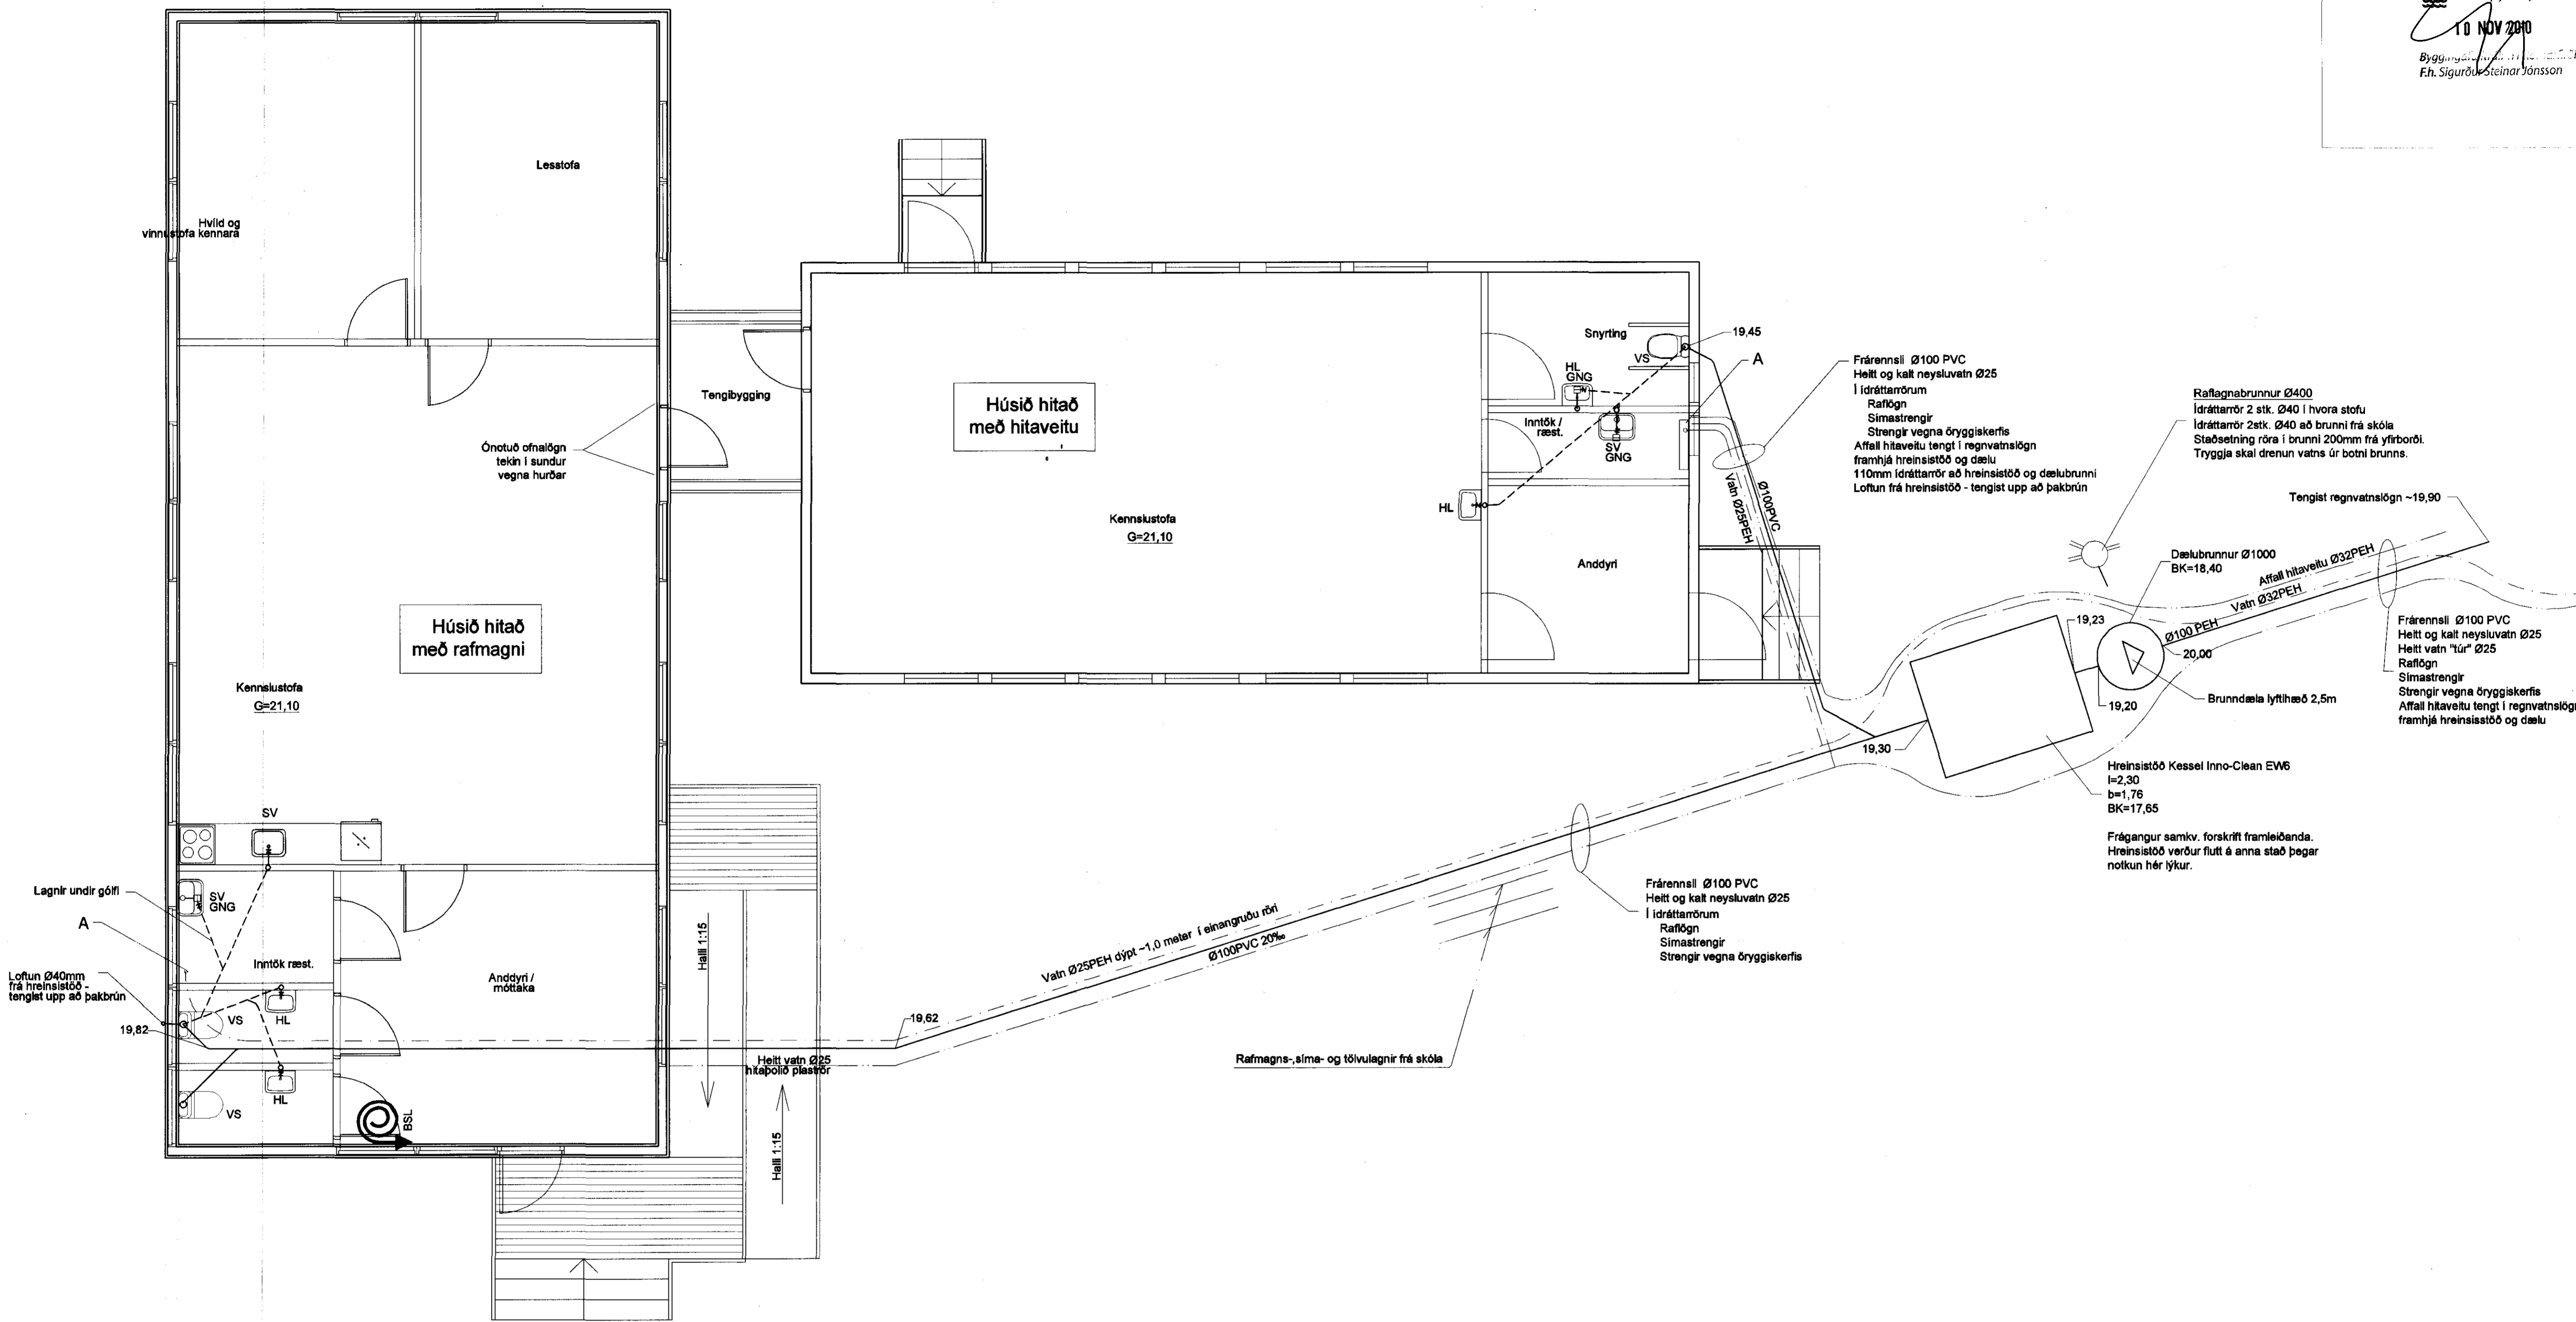 10 NOV 2010
F.h. Sigurður Steinar Jónsson
Lesstofa
Hvíld og
vinnustofa kennara
Tengibygging
Ónotuð ofnalögn
tekin í sundur
vegna hurðar
Húsið hitað
með rafmagni
Kennslustofa
G=21,10
SV
Lagnir undir gólfi
SV
GNG
A
Inntök ræst.
Loftun Ø40mm
frá hreinsistöð -
tengist upp að þakbrún
19,82
VS
HL
VS
HL
Anddyri /
móttaka
BSL
Halli 1:15
Halli 1:15
Heitt vatn Ø25
hitaþolið plaströr
19,62
Húsið hitað
með hitaveitu
Kennslustofa
G=21,10
Snyrting
VS
19,45
A
HL
GNG
Inntök /
ræst.
SV
GNG
HL
Anddyri
Vatn Ø25PEH
Ø100PVC
Frárennsli Ø100 PVC
Heitt og kalt neysluvatn Ø25
Í ídráttarrörum
Raflögn
Símastrengir
Strengir vegna öryggiskerfis
Affall hitaveitu tengt í regnvatnslögn
framhjá hreinsistöð og dælu
110mm ídráttarrör að hreinsistöð og dælubrunni
Loftun frá hreinsistöð - tengist upp að þakbrún
Raflagnabrunnur Ø400
Ídráttarrör 2 stk. Ø40 í hvora stofu
Ídráttarrör 2stk. Ø40 að brunni frá skóla
Staðsetning röra í brunni 200mm frá yfirborði.
Tryggja skal drenun vatns úr botni brunns.
Tengist regnvatnslögn ~19,90
Dælubrunnur Ø1000
BK=18,40
Affall hitaveitu Ø32PEH
Vatn Ø32PEH
Ø100 PEH
19,23
20,00
19,20
Brunndæla lyftihæð 2,5m
Frárennsli Ø100 PVC
Heitt og kalt neysluvatn Ø25
Heitt vatn "túr" Ø25
Raflögn
Símastrengir
Strengir vegna öryggiskerfis
Affall hitaveitu tengt í regnvatnslögn
framhjá hreinsisstöð og dælu
19,30
Hreinsistöð Kessel Inno-Clean EW6
l=2,30
b=1,76
BK=17,65
Frágangur samkv. forskrift framleiðanda.
Hreinsistöð verður flutt á anna stað þegar
notkun hér lýkur.
Frárennsli Ø100 PVC
Heitt og kalt neysluvatn Ø25
Í ídráttarrörum
Raflögn
Símastrengir
Strengir vegna öryggiskerfis
Vatn Ø25PEH dýpt ~1,0 meter í einangruðu röri
Ø100PVC 20‰
Rafmagns-,síma- og tölvulagnir frá skóla